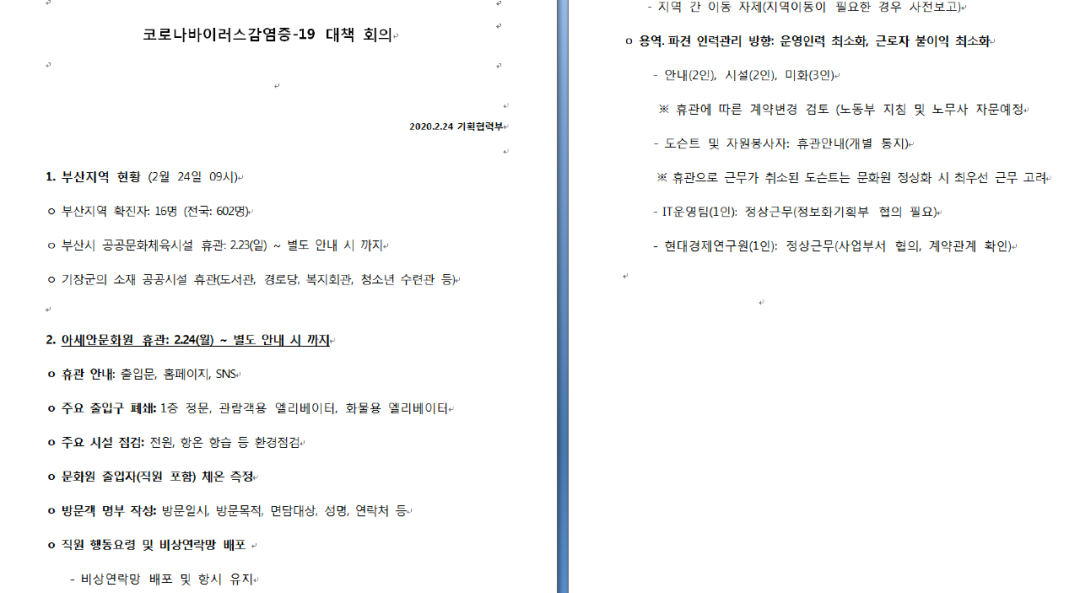 코로나바이러스감염증-19 대책 회의
2020.2.24 기획협력부
1. 부산지역 현황 (2월 24일 09시)
ㅇ 부산지역 확진자: 16명 (전국: 602명)
ㅇ 부산시 공공문화체육시설 휴관: 2.23(일) ~ 별도 안내 시 까지
ㅇ 기장군의 소재 공공시설 휴관(도서관, 경로당, 복지회관, 청소년 수련관 등)
2. 아세안문화원 휴관: 2.24(월) ~ 별도 안내 시 까지
ㅇ 휴관 안내: 출입문, 홈페이지, SNS
ㅇ 주요 출입구 폐쇄: 1층 정문, 관람객용 엘리베이터, 화물용 엘리베이터
ㅇ 주요 시설 점검: 전원, 항온 항습 등 환경점검
ㅇ 문화원 출입자(직원 포함) 체온 측정
ㅇ 방문객 명부 작성: 방문일시, 방문목적, 면담대상, 성명, 연락처 등
ㅇ 직원 행동요령 및 비상연락망 배포
- 비상연락망 배포 및 항시 유지
- 지역 간 이동 자제(지역이동이 필요한 경우 사전보고)
ㅇ 용역.파견 인력관리 방향: 운영인력 최소화, 근로자 불이익 최소화
- 안내(2인), 시설(2인), 미화(3인)
※ 휴관에 따른 계약변경 검토 (노동부 지침 및 노무사 자문예정
- 도슨트 및 자원봉사자: 휴관안내(개별 통지)
※ 휴관으로 근무가 취소된 도슨트는 문화원 정상화 시 최우선 근무 고려
- IT운영팀(1인): 정상근무(정보화기획부 협의 필요)
- 현대경제연구원(1인): 정상근무(사업부서 협의, 계약관계 확인)